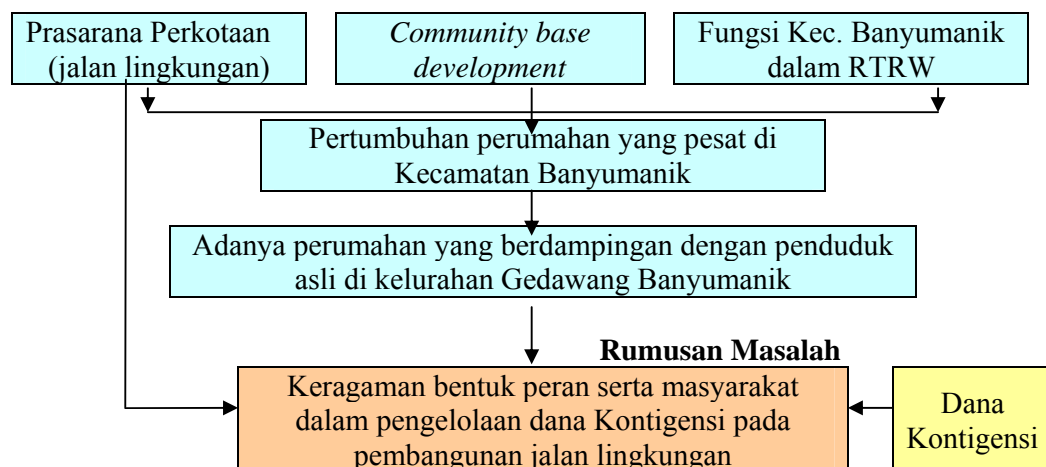 Prasarana Perkotaan
(jalan lingkungan)
Community base
development
Fungsi Kec. Banyumanik
dalam RTRW
Pertumbuhan perumahan yang pesat di
Kecamatan Banyumanik
Adanya perumahan yang berdampingan dengan penduduk
asli di kelurahan Gedawang Banyumanik
Rumusan Masalah
Keragaman bentuk peran serta masyarakat
dalam pengelolaan dana Kontigensi pada
pembangunan jalan lingkungan
Dana
Kontigensi